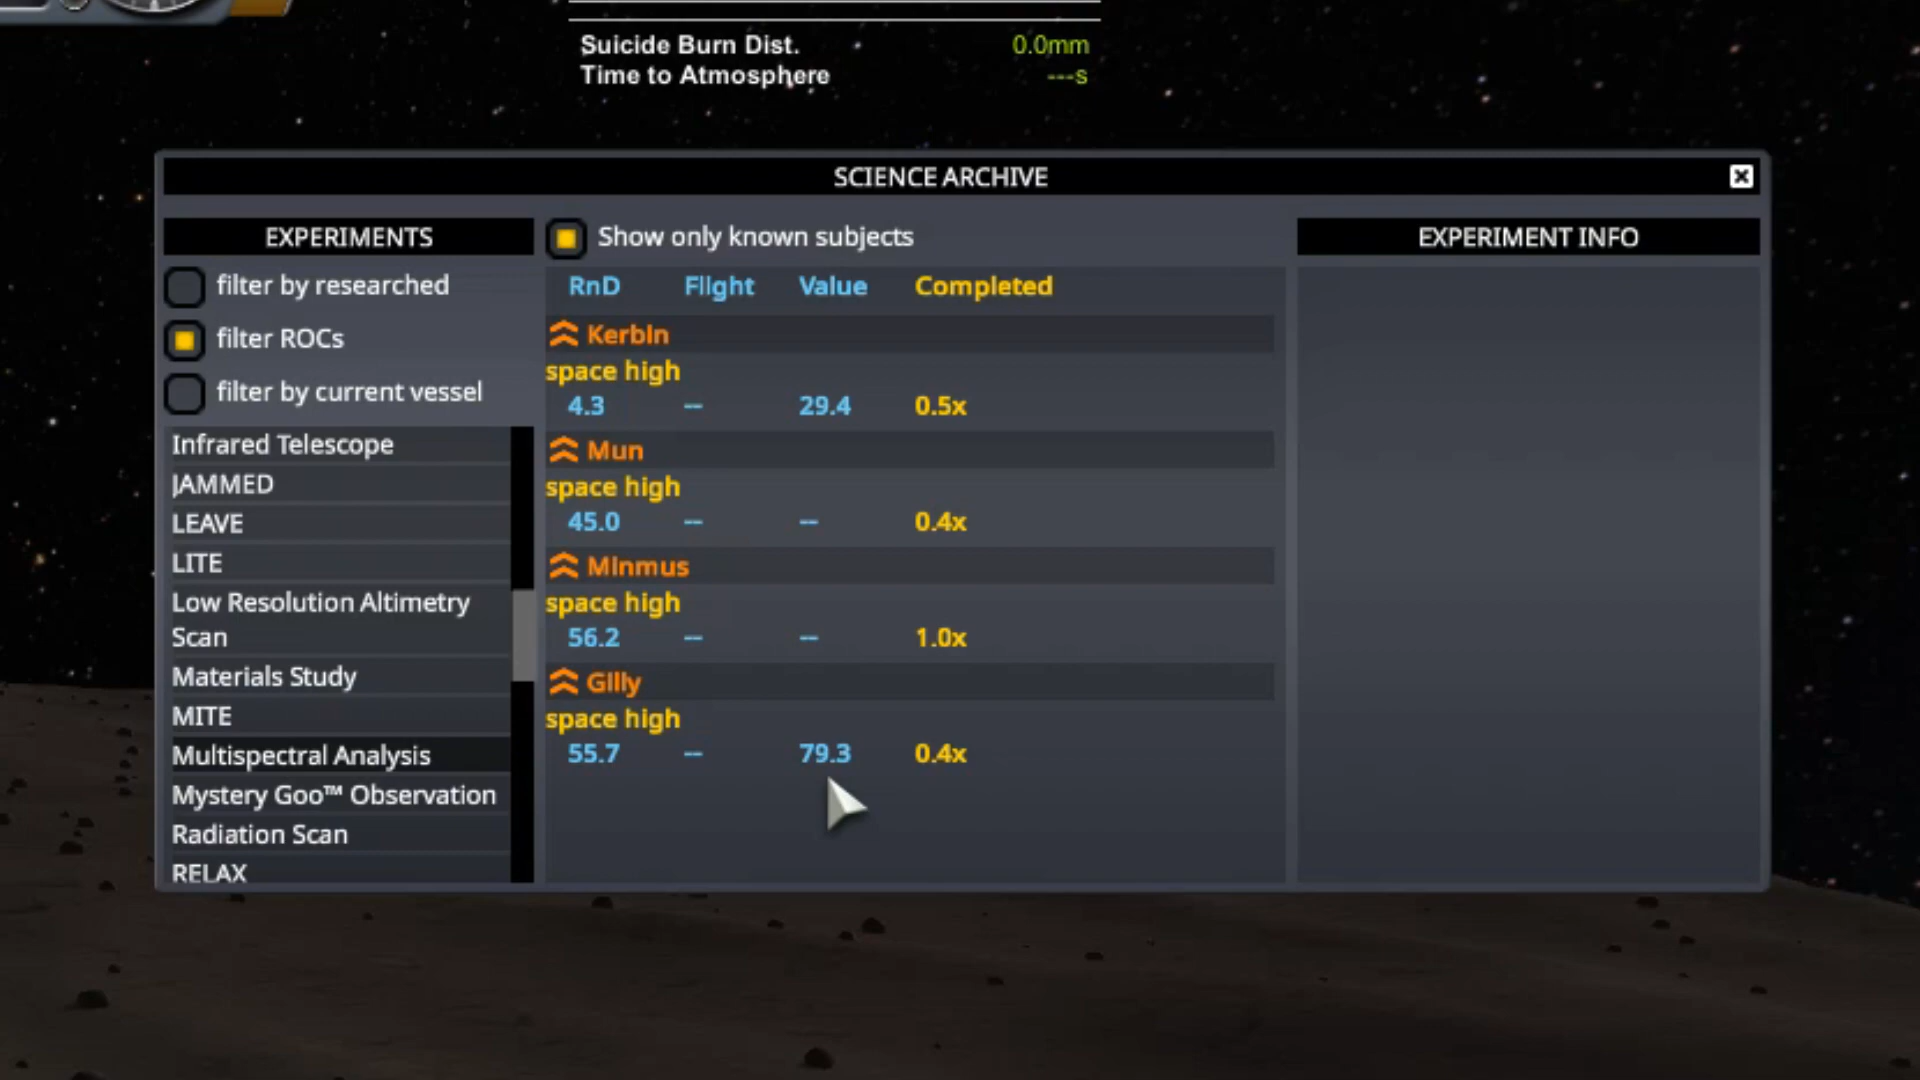 Suicide Burn Dist. 0.0mm
Time to Atmosphere ---s
SCIENCE ARCHIVE
EXPERIMENTS
Show only known subjects
EXPERIMENT INFO
filter by researched
filter ROCs
filter by current vessel
Infrared Telescope
JAMMED
LEAVE
LITE
Low Resolution Altimetry
Scan
Materials Study
MITE
Multispectral Analysis
Mystery Goo™ Observation
Radiation Scan
RELAX
RnD Flight Value Completed
Kerbin
space high
4.3 -- 29.4 0.5x
Mun
space high
45.0 -- -- 0.4x
Minmus
space high
56.2 -- -- 1.0x
Gilly
space high
55.7 -- 79.3 0.4x